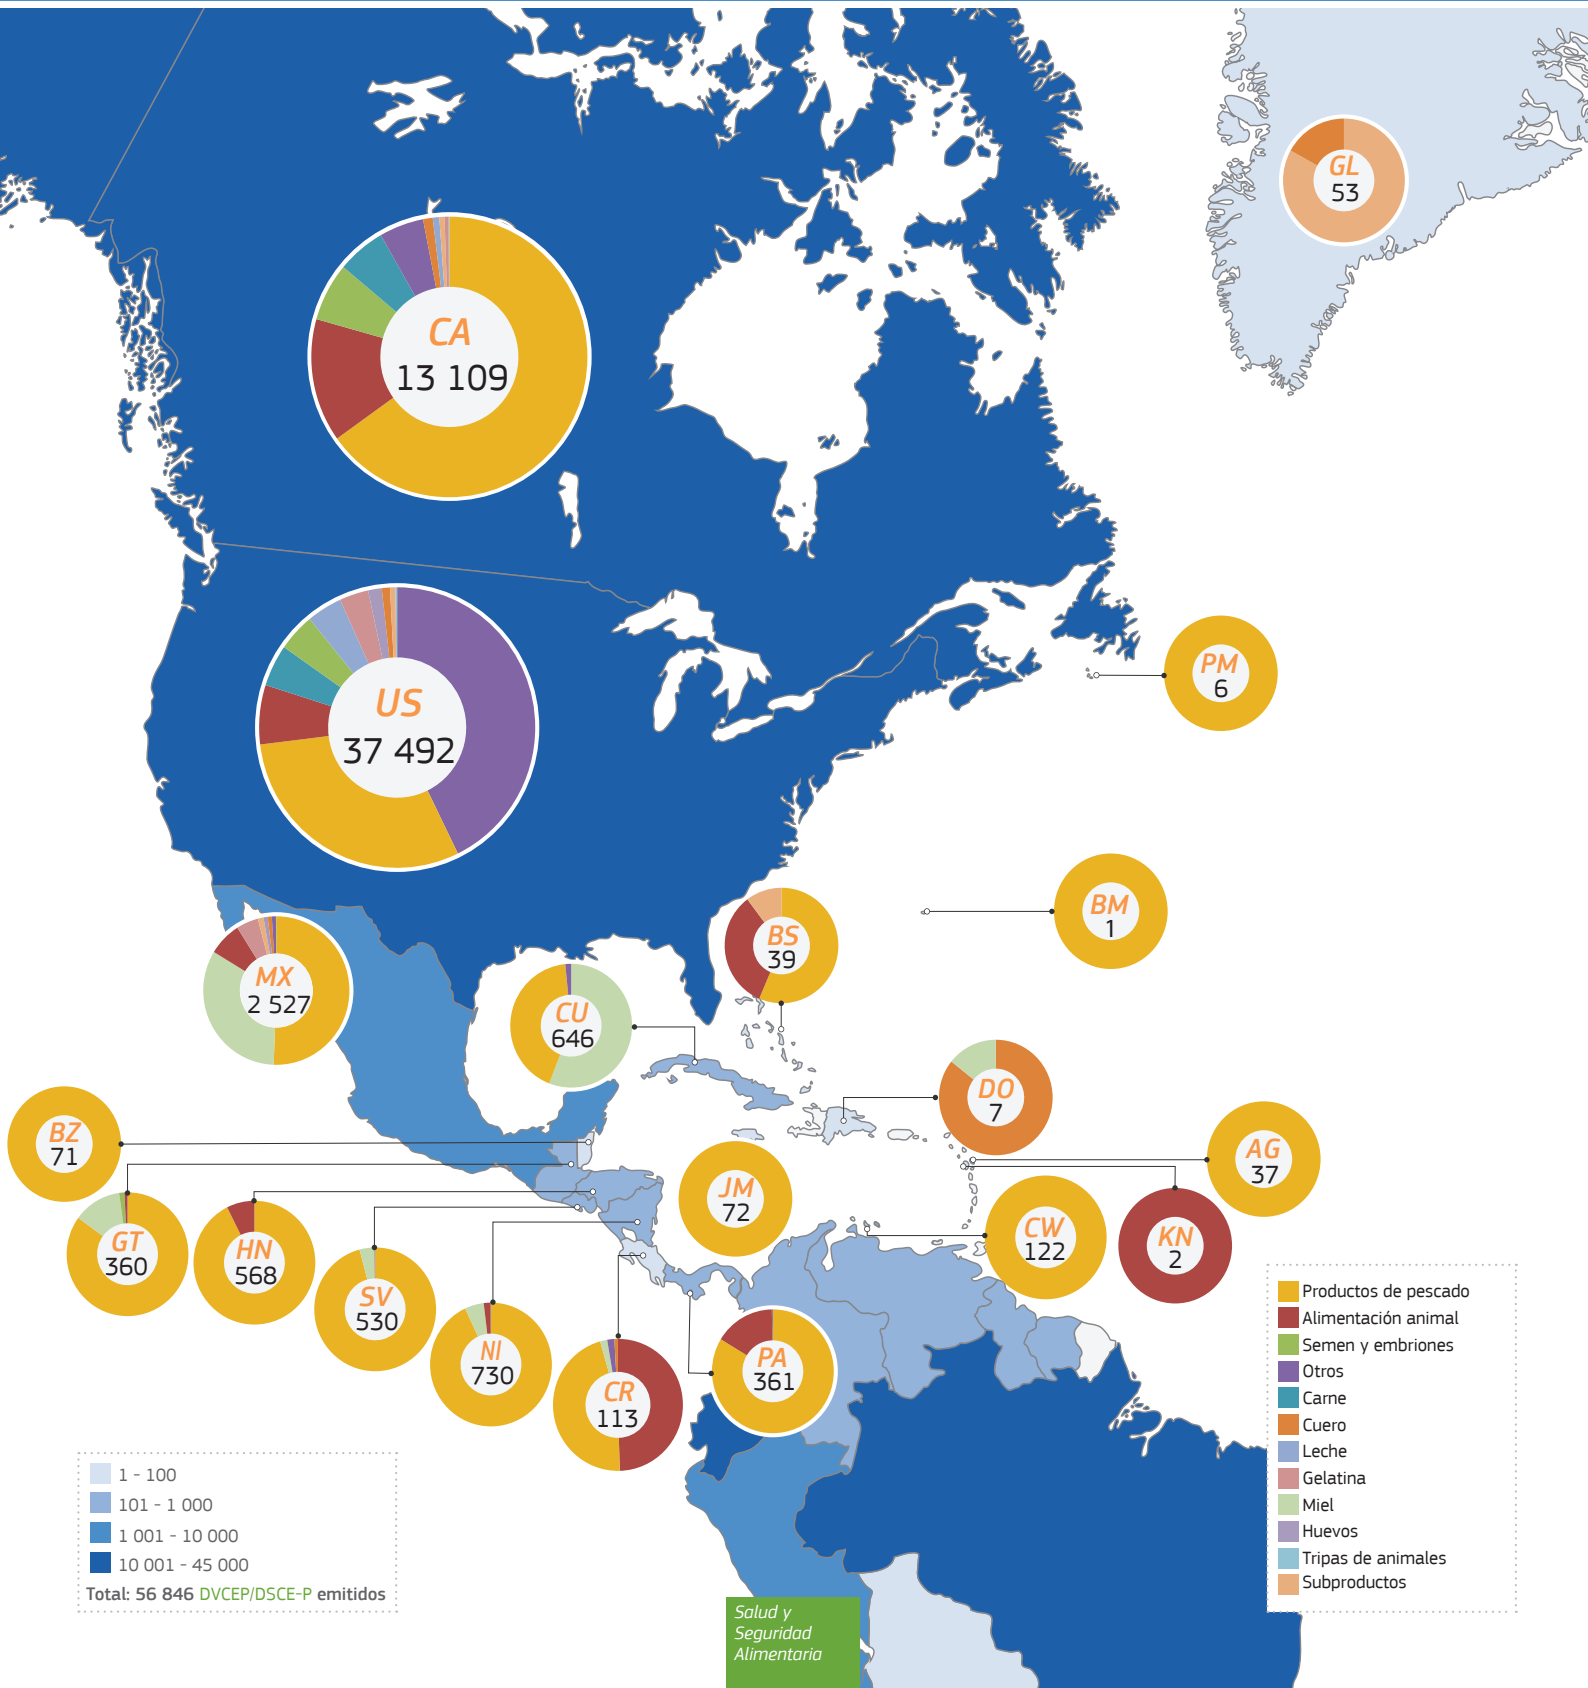 GL
53
CA
13 109
US
37 492
PM
6
BM
1
BS
39
MX
2 527
CU
646
DO
7
BZ
71
AG
37
JM
72
GT
360
HN
568
SV
530
NI
730
CR
113
PA
361
CW
122
KN
2
Productos de pescado
Alimentación animal
Semen y embriones
Otros
Carne
Cuero
Leche
Gelatina
Miel
Huevos
Tripas de animales
Subproductos
1 - 100
101 - 1 000
1 001 - 10 000
10 001 - 45 000
Total: 56 846 DVCEP/DSCE-P emitidos
Salud y
Seguridad
Alimentaria